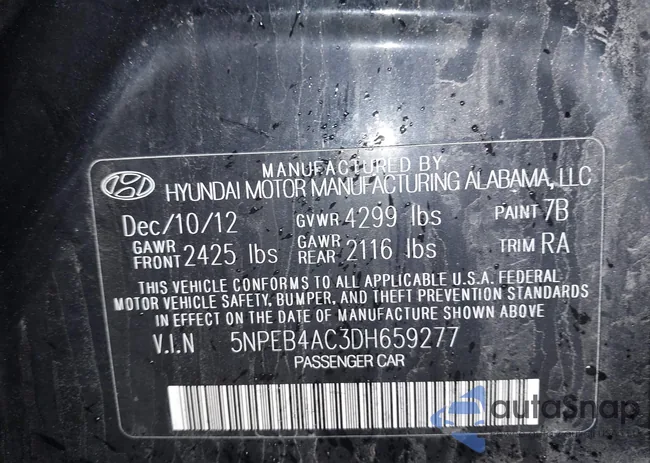 MANUFACTURED BY
HYUNDAI MOTOR MANUFACTURING ALABAMA, LLC
Dec/10/12 GVWR 4299 lbs PAINT 7B
GAWR FRONT 2425 lbs GAWR REAR 2116 lbs TRIM RA
THIS VEHICLE CONFORMS TO ALL APPLICABLE U.S.A. FEDERAL
MOTOR VEHICLE SAFETY, BUMPER, AND THEFT PREVENTION STANDARDS
IN EFFECT ON THE DATE OF MANUFACTURE SHOWN ABOVE
V.I.N 5NPEB4AC3DH659277
PASSENGER CAR
autoSnap